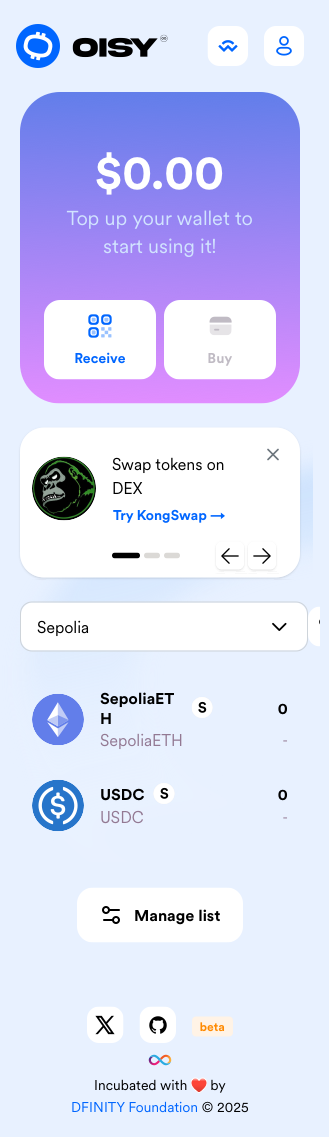 OISY
$0.00
Top up your wallet to
start using it!
Receive
Buy
Swap tokens on
DEX
Try KongSwap →
Sepolia
SepoliaET
H
S
0
SepoliaETH
-
USDC
S
0
USDC
-
Manage list
beta
Incubated with ❤️ by
DFINITY Foundation © 2025